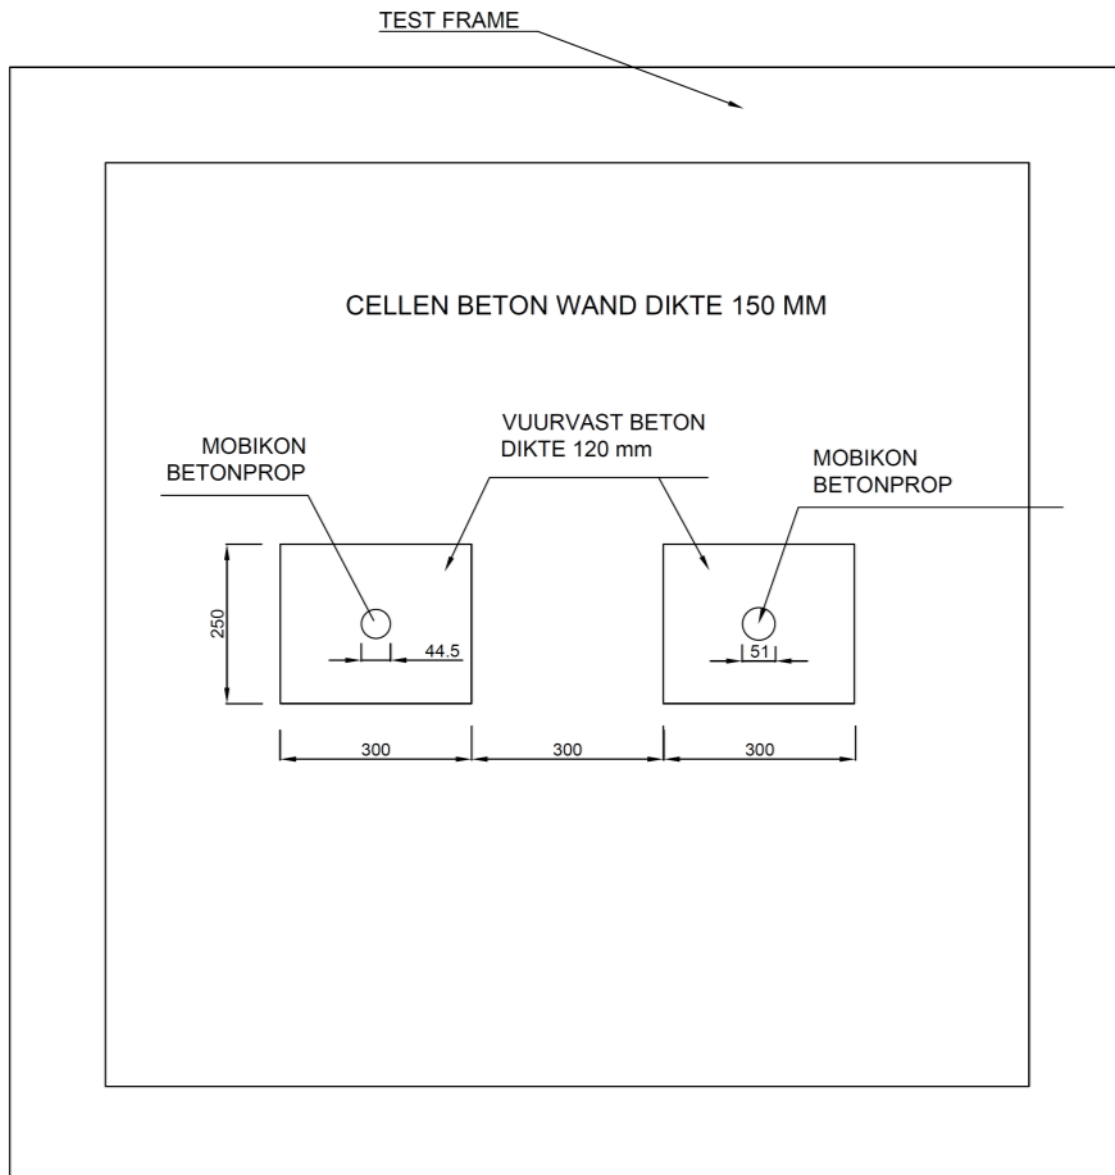 TEST FRAME
CELLEN BETON WAND DIKTE 150 MM
MOBIKON
BETONPROP
VUURVAST BETON
DIKTE 120 mm
MOBIKON
BETONPROP
250
44.5
51
300
300
300